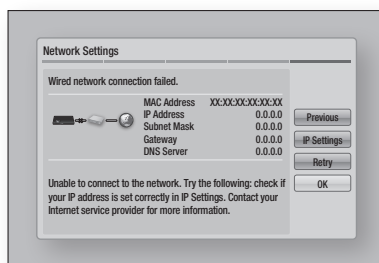 Network Settings
Wired network connection failed.
MAC Address XX:XX:XX:XX:XX:XX
IP Address 0.0.0.0
Subnet Mask 0.0.0.0
Gateway 0.0.0.0
DNS Server 0.0.0.0
Previous
IP Settings
Retry
OK
Unable to connect to the network. Try the following: check if
your IP address is set correctly in IP Settings. Contact your
Internet service provider for more information.